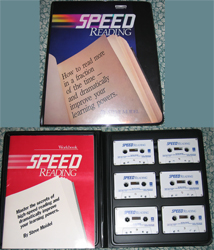 SPEED
READING
How to read more
in a fraction
of the time —
and dramatically
improve your
learning powers.
Workbook
SPEED
READING
Master the secrets of
high-speed reading and
dramatically improve
your learning powers.
By Steve Moidel
SPEED
SPEED
SPEED
SPEED
SPEED
SPEED